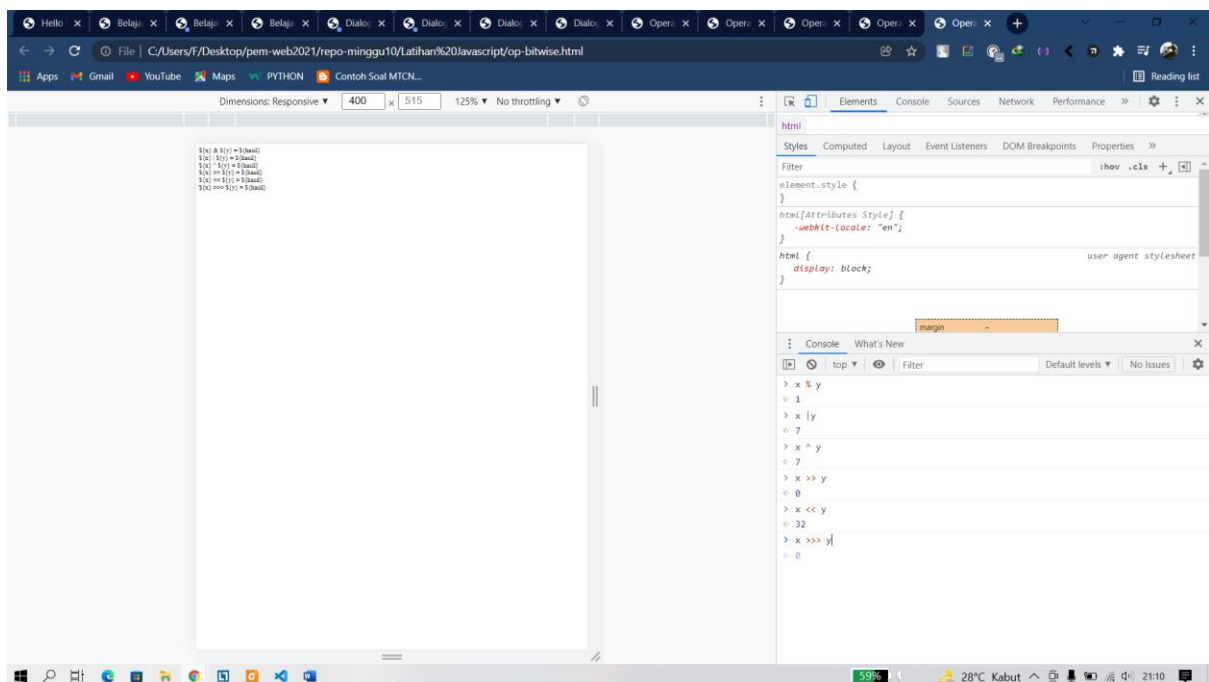 Hello
Belaja
Belaja
Belaja
Dialog
Dialog
Dialog
Dialog
Opera
Opera
Opera
Opera
Opera
File | C:/Users/F/Desktop/pem-web2021/repo-minggu10/Latihan%20Javascript/op-bitwise.html
Apps Gmail YouTube Maps PYTHON Contoh Soal MTCN... Reading list
Dimensions: Responsive ▼ 400 x 515 125% ▼ No throttling ▼
Elements Console Sources Network Performance »
html
Styles Computed Layout Event Listeners DOM Breakpoints Properties »
Filter :hov .cls +
element.style {
}
html[Attributes Style] {
-webkit-locale: "en";
}
html { user agent stylesheet
display: block;
}
margin -
Console What's New
top ▼ Filter Default levels ▼ No Issues
> x % y
1
> x |y
7
> x ^ y
7
> x >> y
0
> x << y
32
> x >>> y
0
${x} & ${y} = ${hasil}
${x} | ${y} = ${hasil}
${x} ^ ${y} = ${hasil}
${x} >> ${y} = ${hasil}
${x} << ${y} = ${hasil}
${x} >>> ${y} = ${hasil}
59% 28°C Kabut 21:10